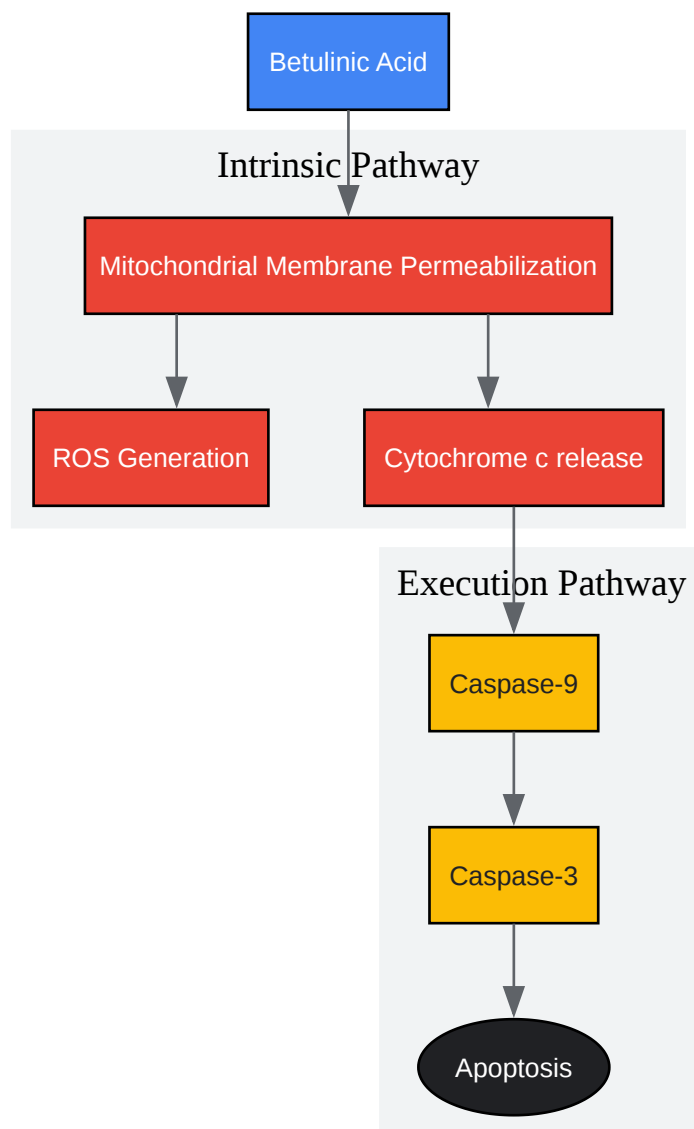 Betulinic Acid
Intrinsic Pathway
Mitochondrial Membrane Permeabilization
ROS Generation
Cytochrome c release
Execution Pathway
Caspase-9
Caspase-3
Apoptosis